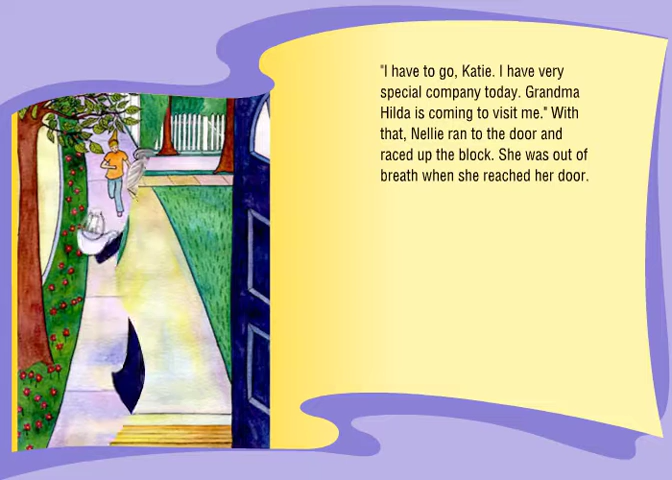 "I have to go, Katie. I have very
special company today. Grandma
Hilda is coming to visit me." With
that, Nellie ran to the door and
raced up the block. She was out of
breath when she reached her door.